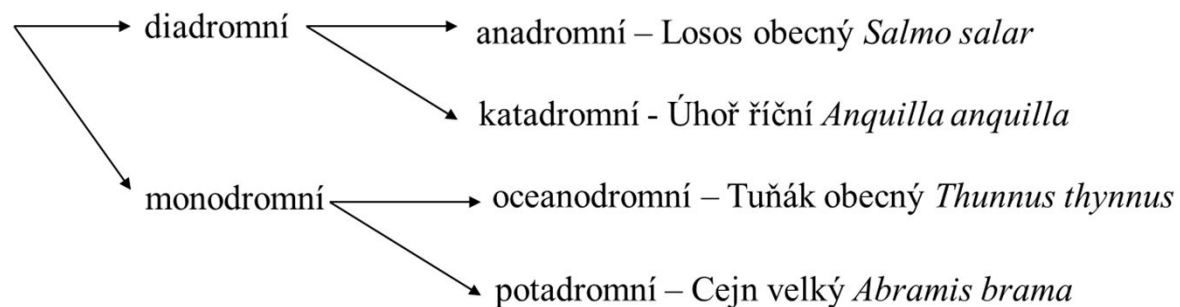 diadromní
anadromní – Losos obecný Salmo salar
katadromní - Úhoř říční Anquilla anquilla
monodromní
oceanodromní – Tuňák obecný Thunnus thynnus
potadromní – Cejn velký Abramis brama